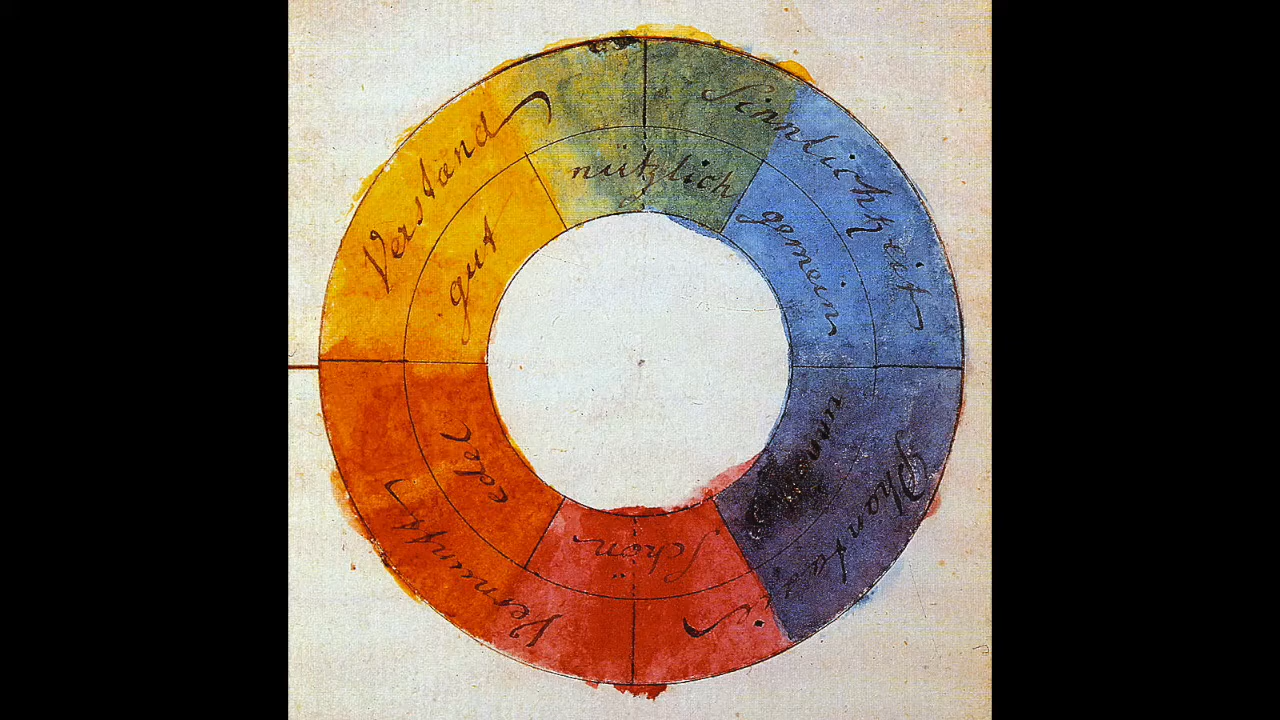 Verstand
Sinnlichkeit
Phantasie
Vernunft
gut
nützlich
gemein
schön
edel